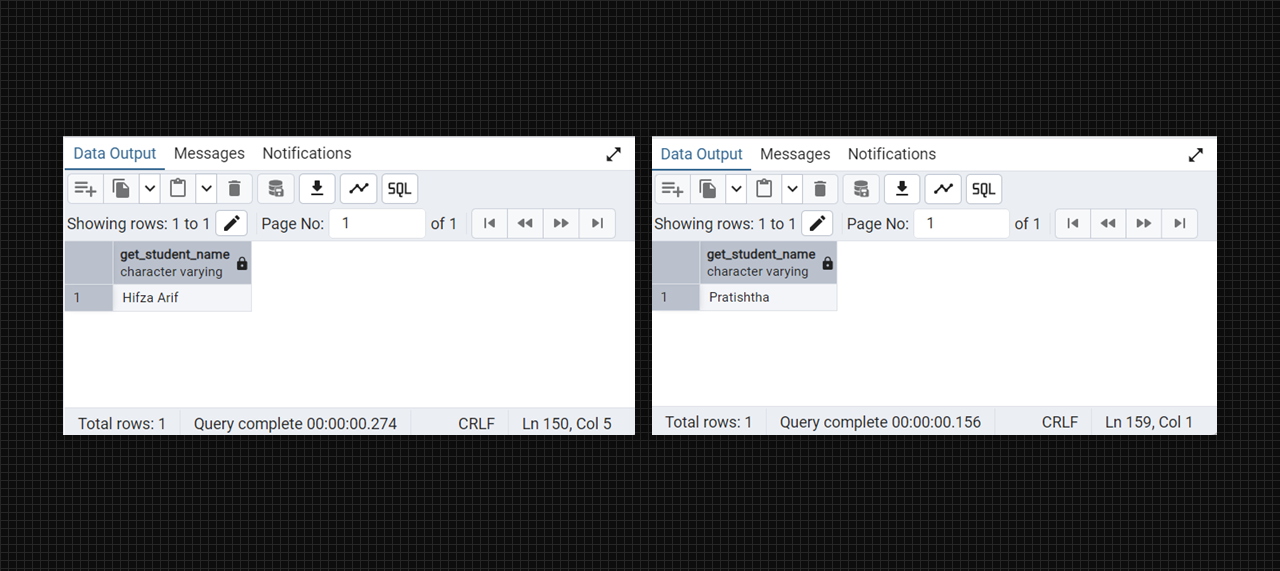 Data Output Messages Notifications
SQL
Showing rows: 1 to 1 Page No: 1 of 1
get_student_name
character varying
1 Hifza Arif
Total rows: 1 Query complete 00:00:00.274 CRLF Ln 150, Col 5
Data Output Messages Notifications
SQL
Showing rows: 1 to 1 Page No: 1 of 1
get_student_name
character varying
1 Pratishtha
Total rows: 1 Query complete 00:00:00.156 CRLF Ln 159, Col 1